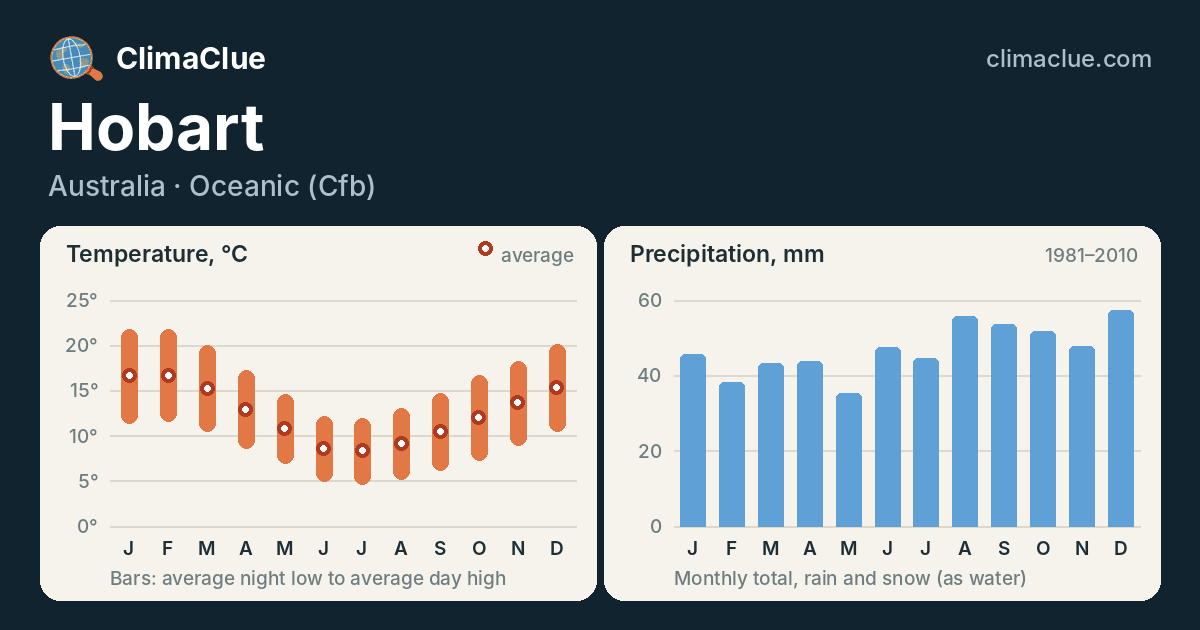 ClimaClue
climaclue.com
Hobart
Australia · Oceanic (Cfb)
Temperature, °C
average
25°
20°
15°
10°
5°
0°
J F M A M J J A S O N D
Bars: average night low to average day high
Precipitation, mm
1981–2010
60
40
20
0
J F M A M J J A S O N D
Monthly total, rain and snow (as water)